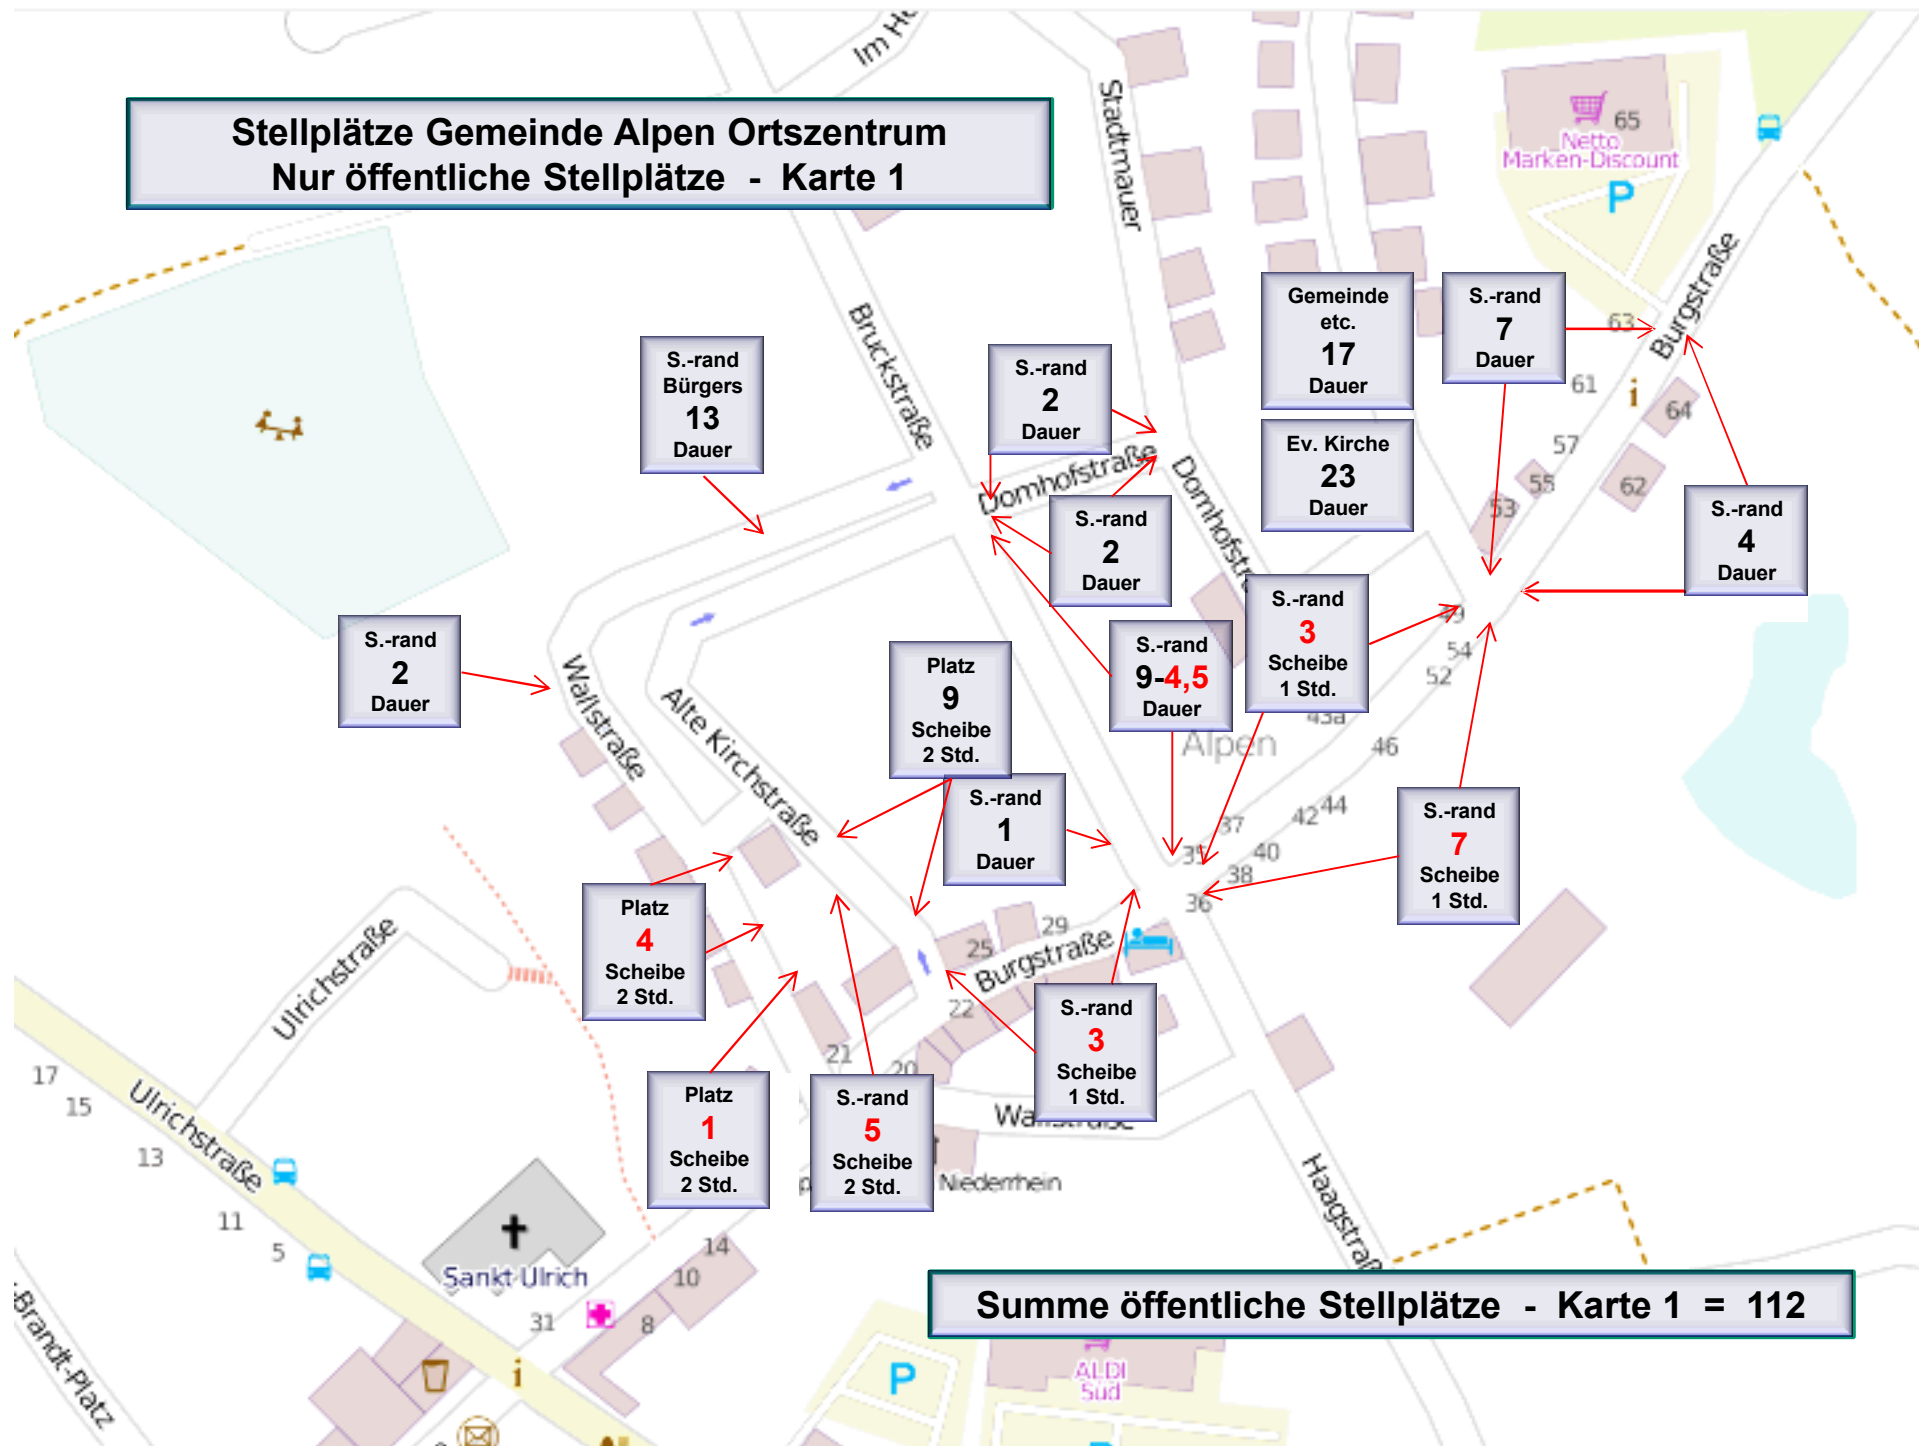 Im
Stellplätze Gemeinde Alpen Ortszentrum
Nur öffentliche Stellplätze - Karte 1
Stadtmauer
65
Netto
Marken-Discount
P
Burgstraße
Bruckstraße
S.-rand
Bürgers
13
Dauer
S.-rand
2
Dauer
Gemeinde
etc.
17
Dauer
S.-rand
7
Dauer
63
61
i
64
57
55
62
53
Ev. Kirche
23
Dauer
S.-rand
4
Dauer
Domhofstraße
Domhofstra
S.-rand
2
Dauer
S.-rand
2
Dauer
Wallstraße
Alte Kirchstraße
Platz
9
Scheibe
2 Std.
S.-rand
9-4,5
Dauer
S.-rand
3
Scheibe
1 Std.
49
54
52
43a
Alpen
46
S.-rand
1
Dauer
37
42
44
35
40
38
36
S.-rand
7
Scheibe
1 Std.
Platz
4
Scheibe
2 Std.
25
29
Burgstraße
22
21
20
S.-rand
3
Scheibe
1 Std.
Platz
1
Scheibe
2 Std.
S.-rand
5
Scheibe
2 Std.
Wallstraße
Niederrhein
Haagstraß
Ulrichstraße
17
15
13
11
5
Ulrichstraße
Sankt Ulrich
14
10
31
8
Summe öffentliche Stellplätze - Karte 1 = 112
-Brandt-Platz
i
P
ALDI
Süd